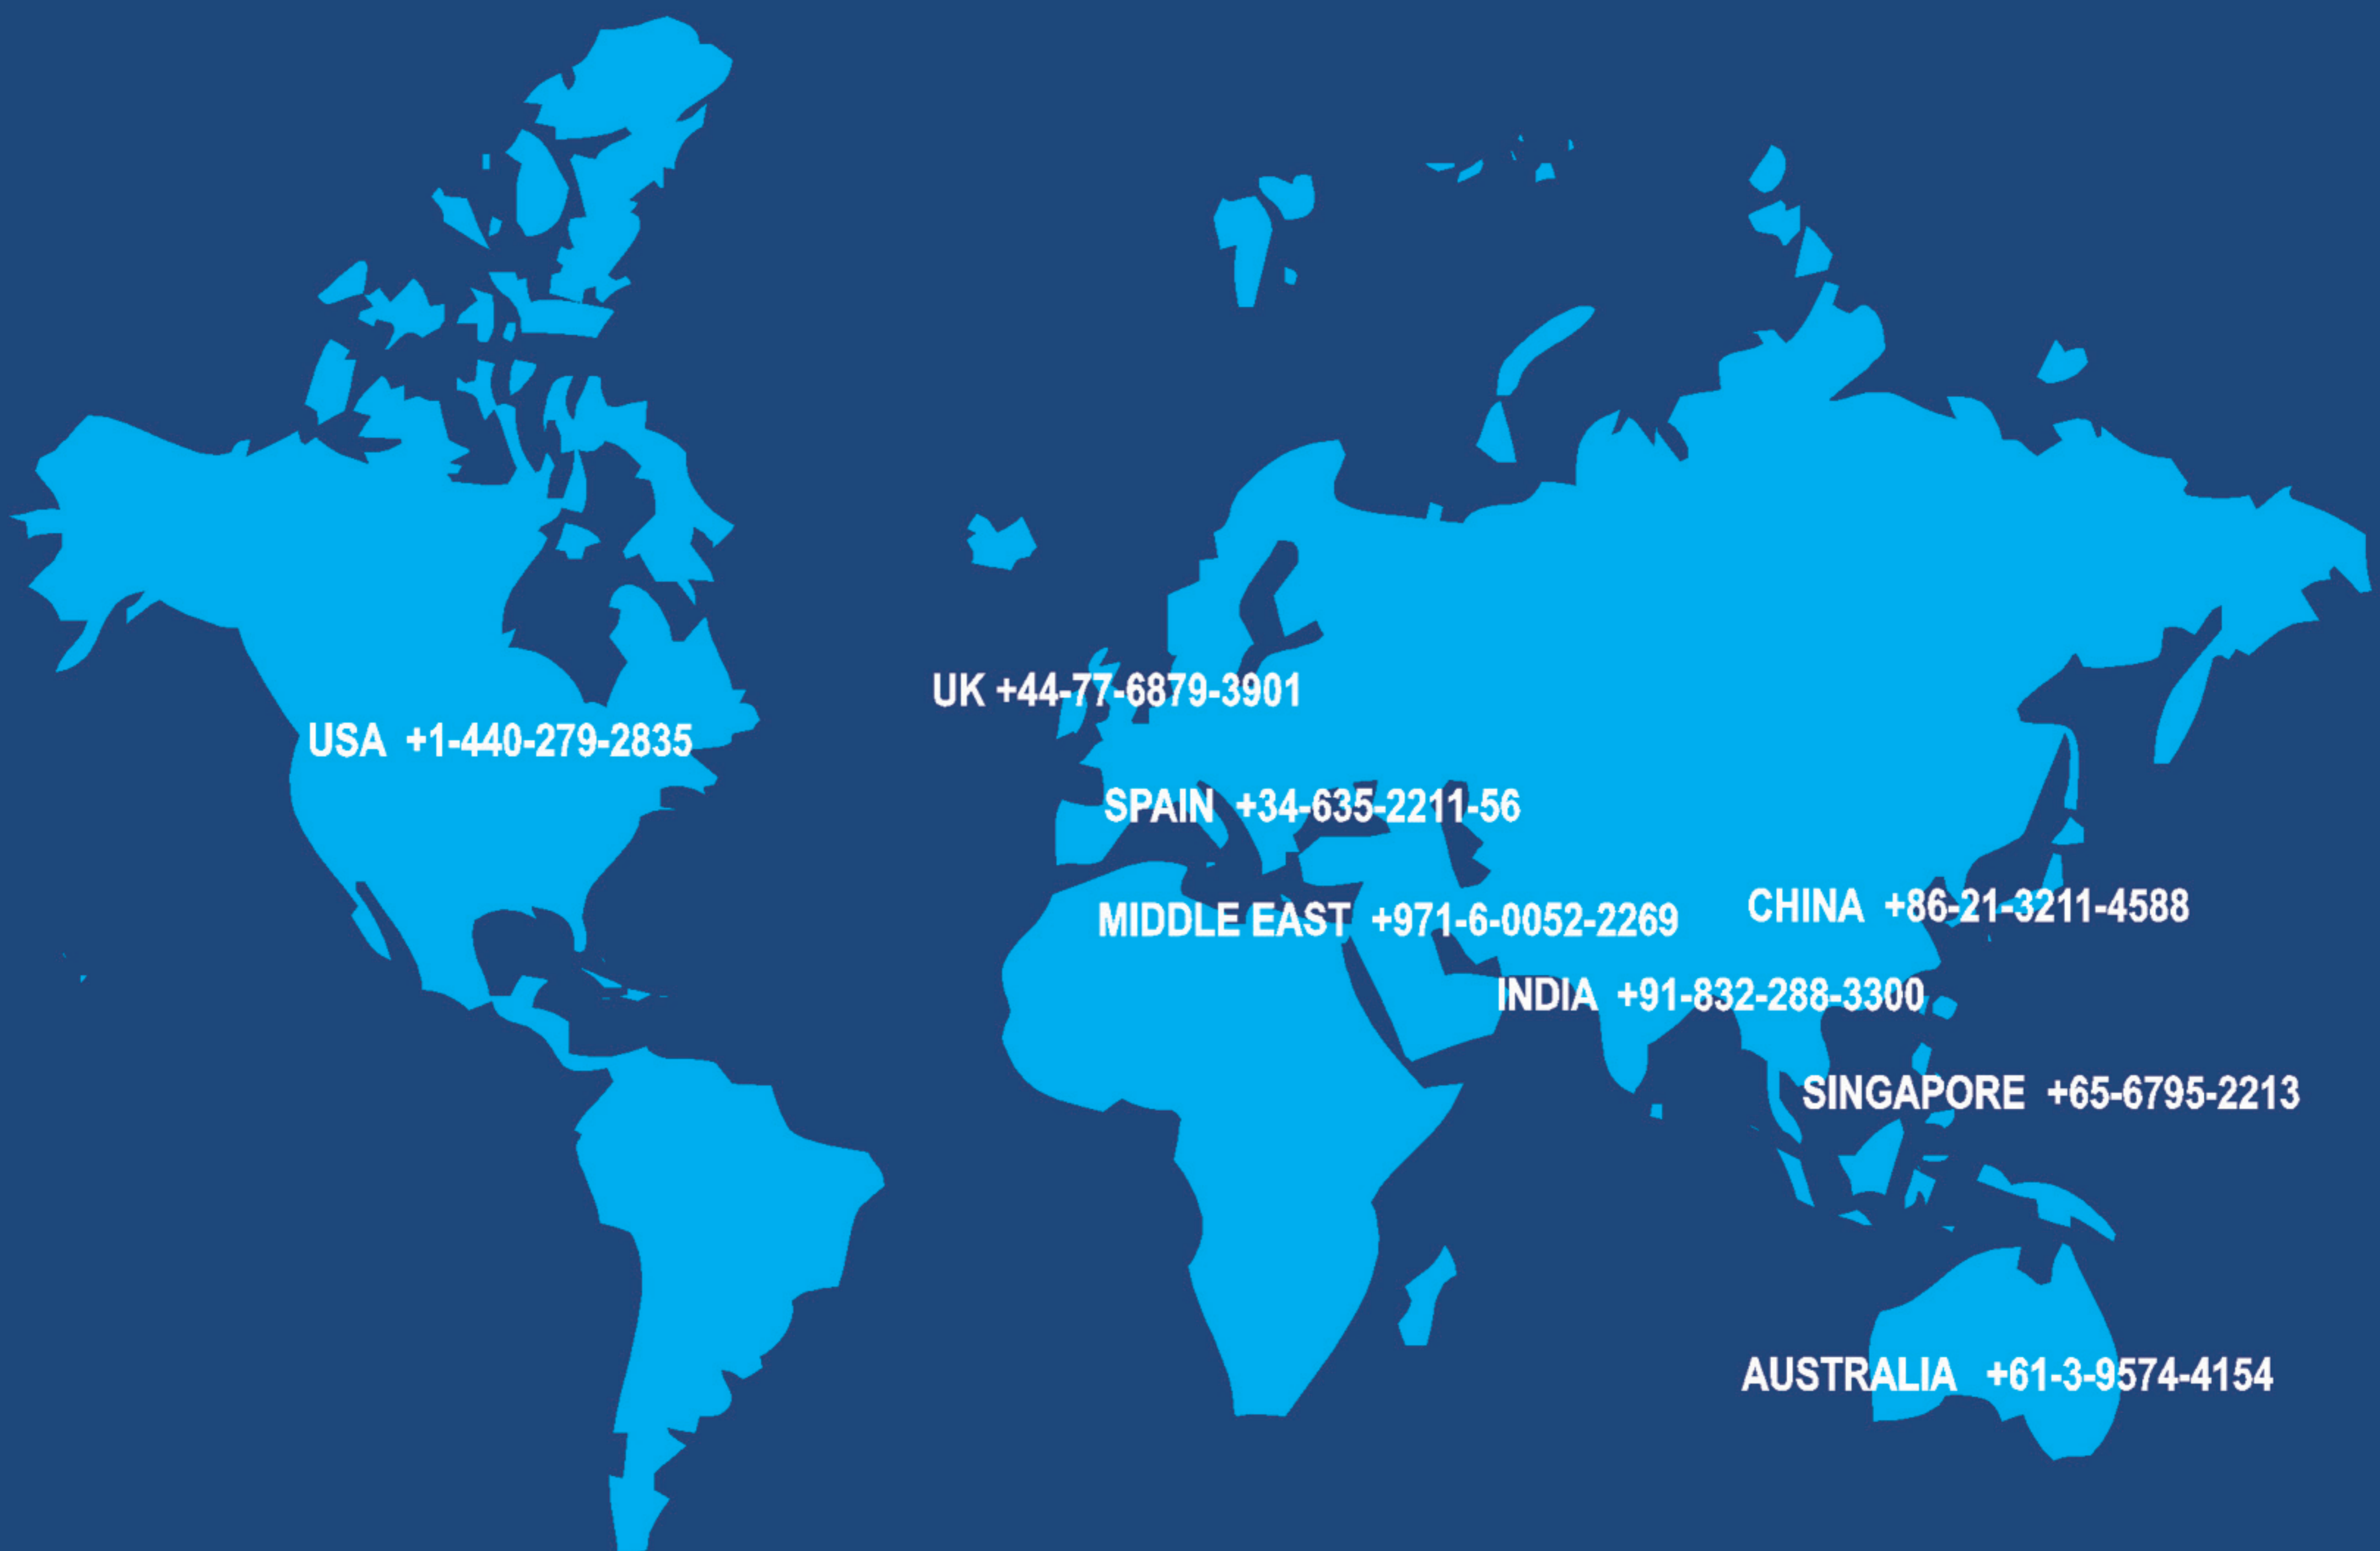 UK +44-77-6879-3901
USA +1-440-279-2835
SPAIN +34-635-2211-56
MIDDLE EAST +971-6-0052-2269
CHINA +86-21-3211-4588
INDIA +91-832-288-3300
SINGAPORE +65-6795-2213
AUSTRALIA +61-3-9574-4154